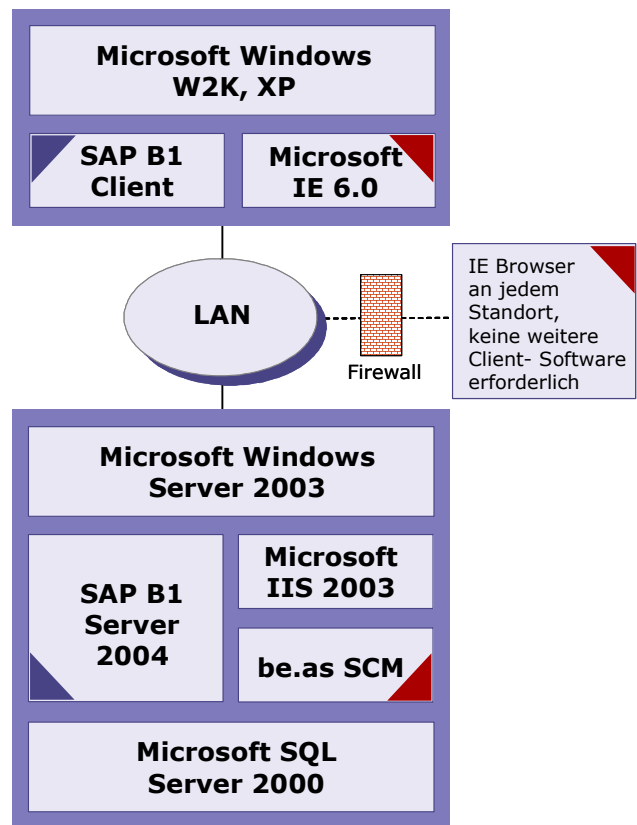 Microsoft Windows
W2K, XP
SAP B1
Client
Microsoft
IE 6.0
LAN
Firewall
IE Browser
an jedem
Standort,
keine weitere
Client- Software
erforderlich
Microsoft Windows
Server 2003
SAP B1
Server
2004
Microsoft
IIS 2003
be.as SCM
Microsoft SQL
Server 2000